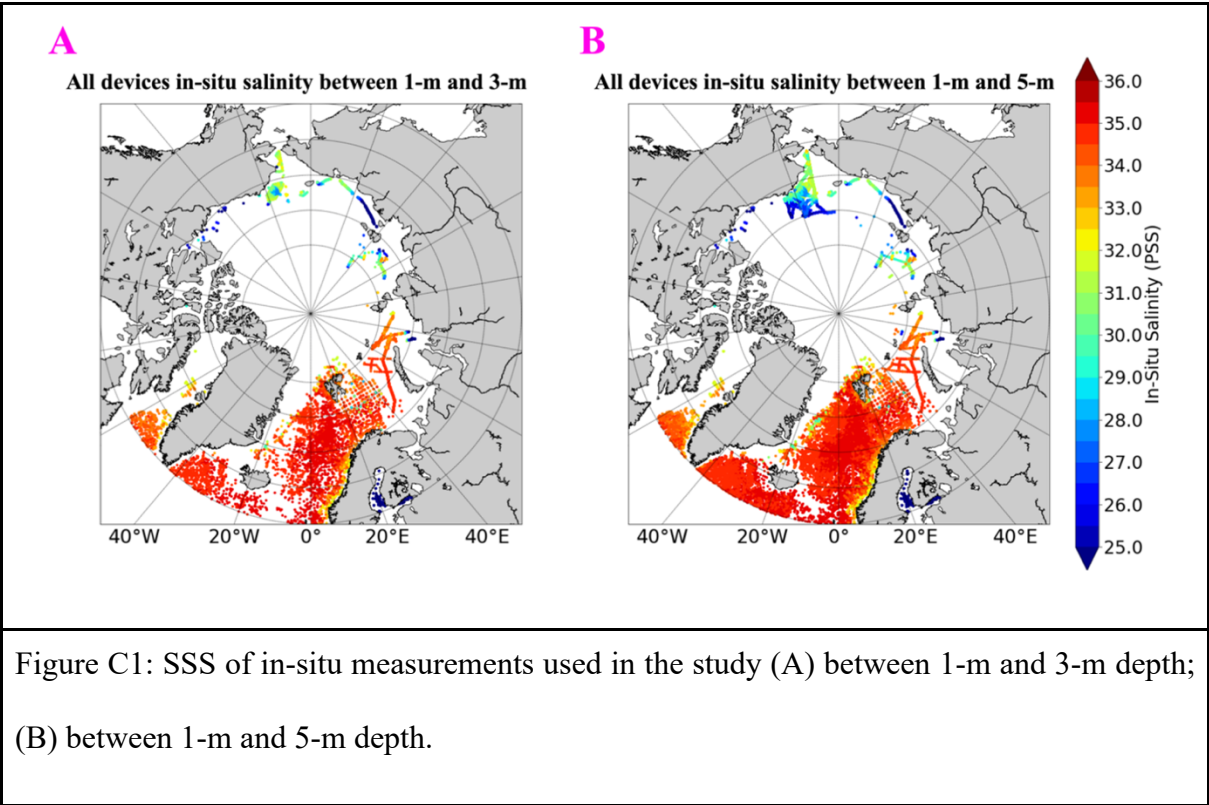 A
B
All devices in-situ salinity between 1-m and 3-m
All devices in-situ salinity between 1-m and 5-m
40°W 20°W 0° 20°E 40°E
40°W 20°W 0° 20°E 40°E
36.0
35.0
34.0
33.0
32.0
31.0
30.0
29.0
28.0
27.0
26.0
25.0
In-Situ Salinity (PSS)
Figure C1: SSS of in-situ measurements used in the study (A) between 1-m and 3-m depth;
(B) between 1-m and 5-m depth.